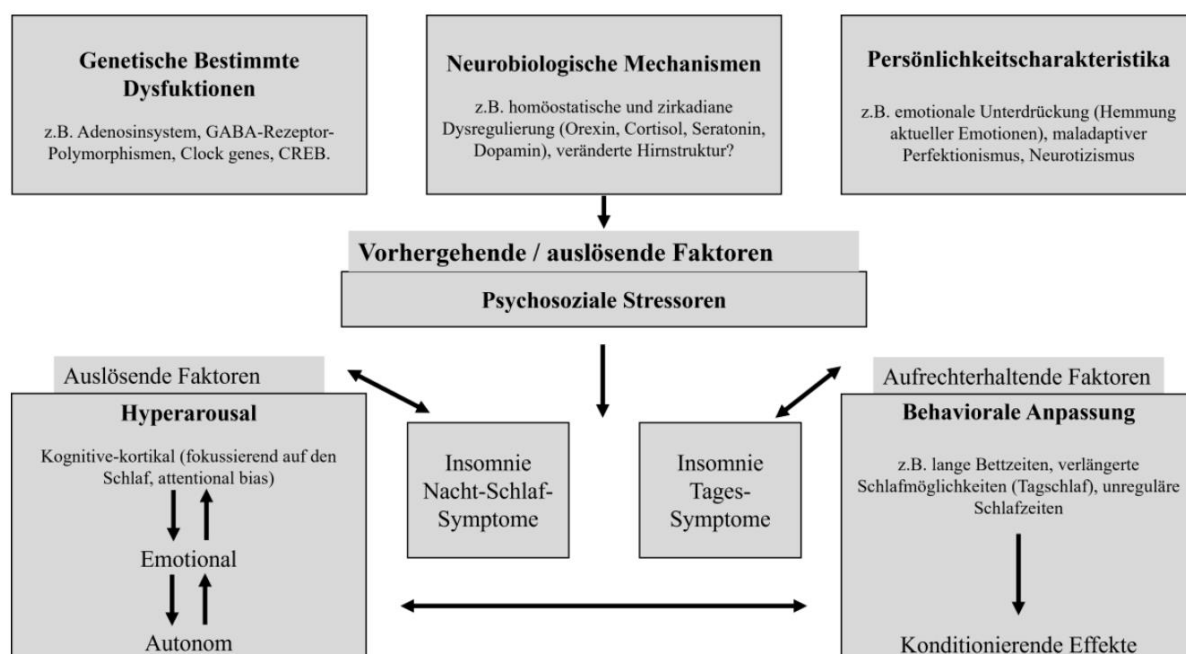 Genetische Bestimmte
Dysfuktionen
z.B. Adenosinsystem, GABA-Rezeptor-
Polymorphismen, Clock genes, CREB.
Neurobiologische Mechanismen
z.B. homöostatische und zirkadiane
Dysregulierung (Orexin, Cortisol, Seratonin,
Dopamin), veränderte Hirnstruktur?
Persönlichkeitscharakteristika
z.B. emotionale Unterdrückung (Hemmung
aktueller Emotionen), maladaptiver
Perfektionismus, Neurotizismus
Vorhergehende / auslösende Faktoren
Psychosoziale Stressoren
Auslösende Faktoren
Hyperarousal
Kognitive-kortikal (fokussierend auf den
Schlaf, attentional bias)
Emotional
Autonom
Insomnie
Nacht-Schlaf-
Symptome
Insomnie
Tages-
Symptome
Aufrechterhaltende Faktoren
Behaviorale Anpassung
z.B. lange Bettzeiten, verlängerte
Schlafmöglichkeiten (Tagschlaf), unreguläre
Schlafzeiten
Konditionierende Effekte